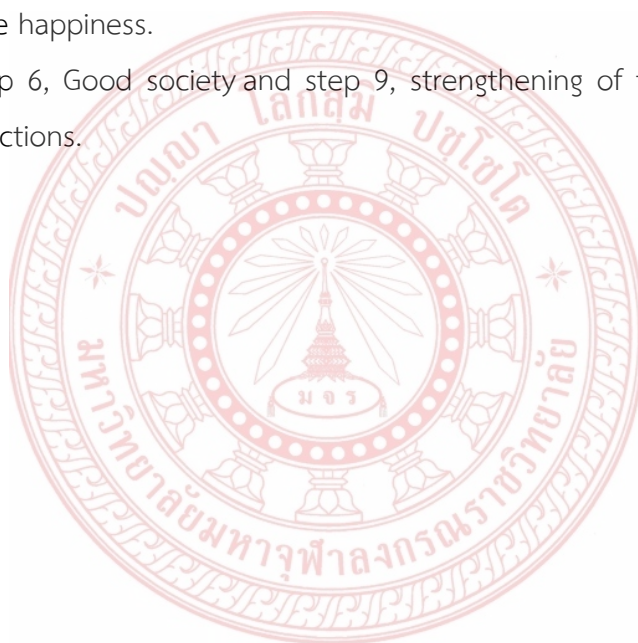 e happiness.
p 6, Good society and step 9, strengthening of
ctions.
ปญฺญา โลกสฺมิ ปชฺโชโต
ม จ ร
มหาวิทยาลัยมหาจุฬาลงกรณราชวิทยาลัย